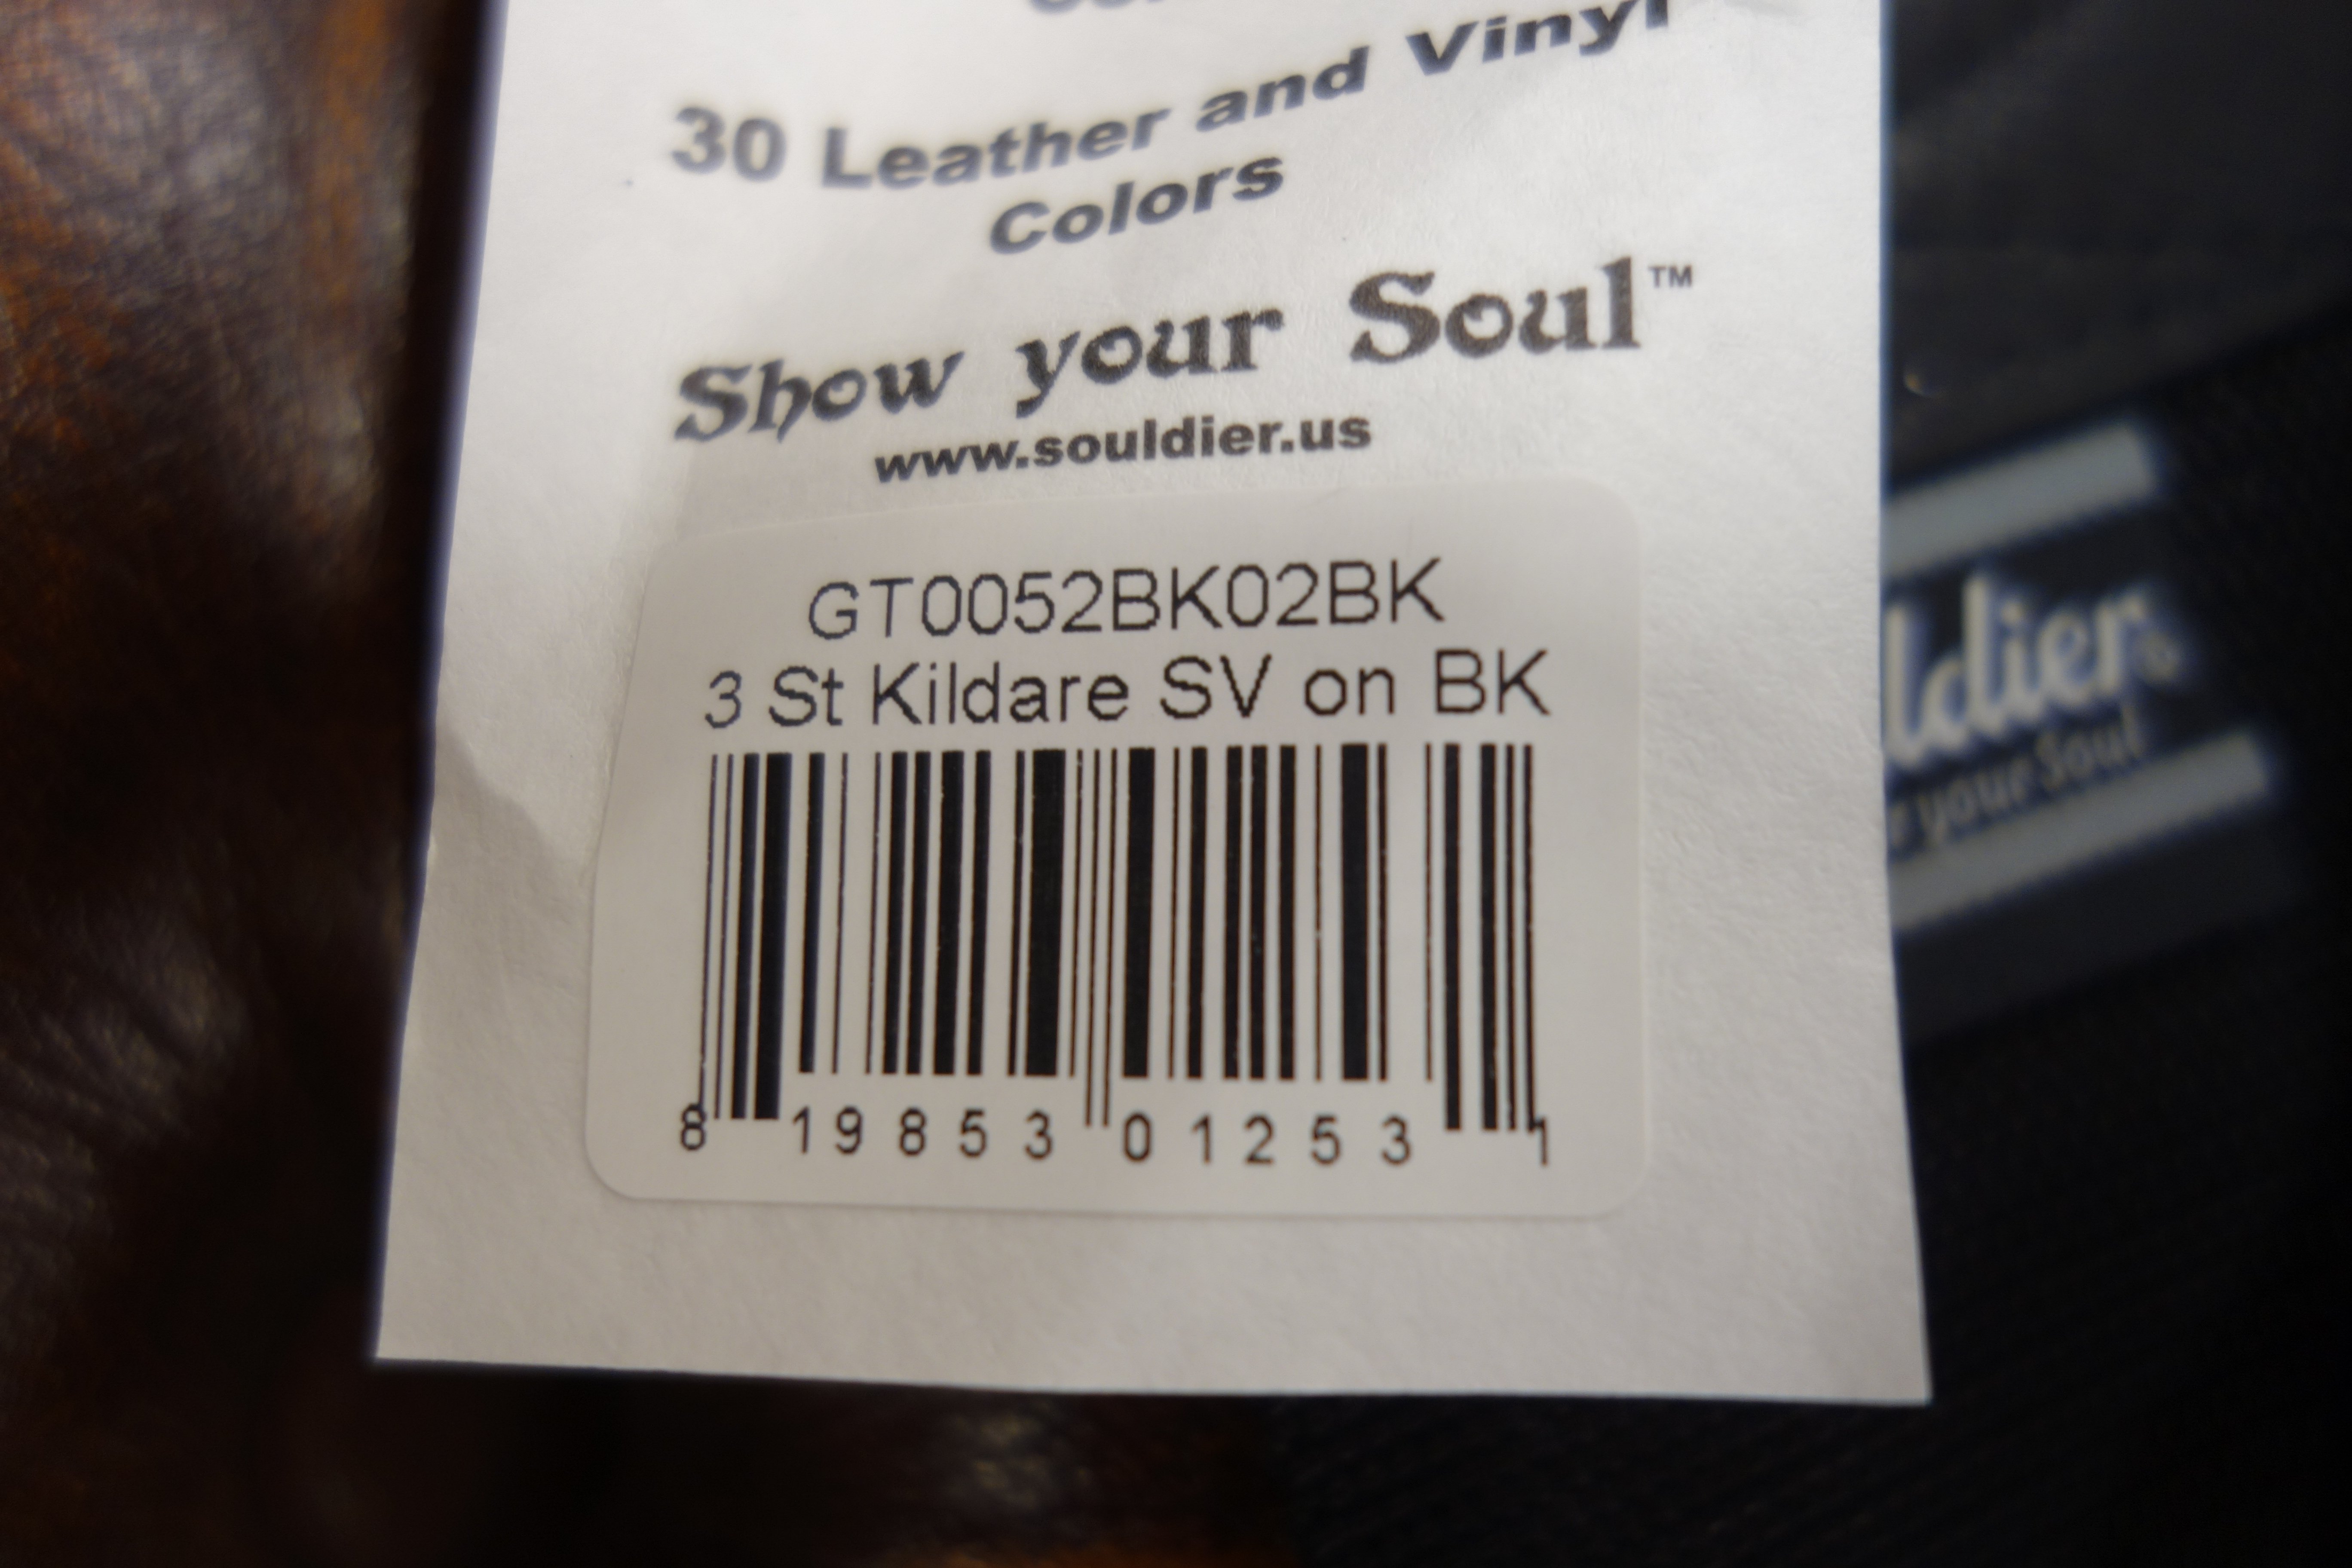 30 Leather and Vinyl
Colors
Show your Soul™
www.souldier.us
GT0052BK02BK
3 St Kildare SV on BK
8 19853 01253 1
ldier
your Soul